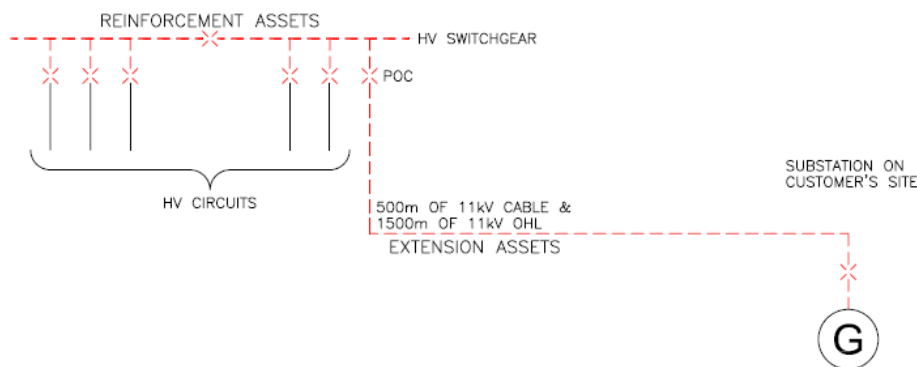 REINFORCEMENT ASSETS
HV SWITCHGEAR
POC
HV CIRCUITS
SUBSTATION ON
CUSTOMER'S SITE
500m OF 11kV CABLE &
1500m OF 11kV OHL
EXTENSION ASSETS
G